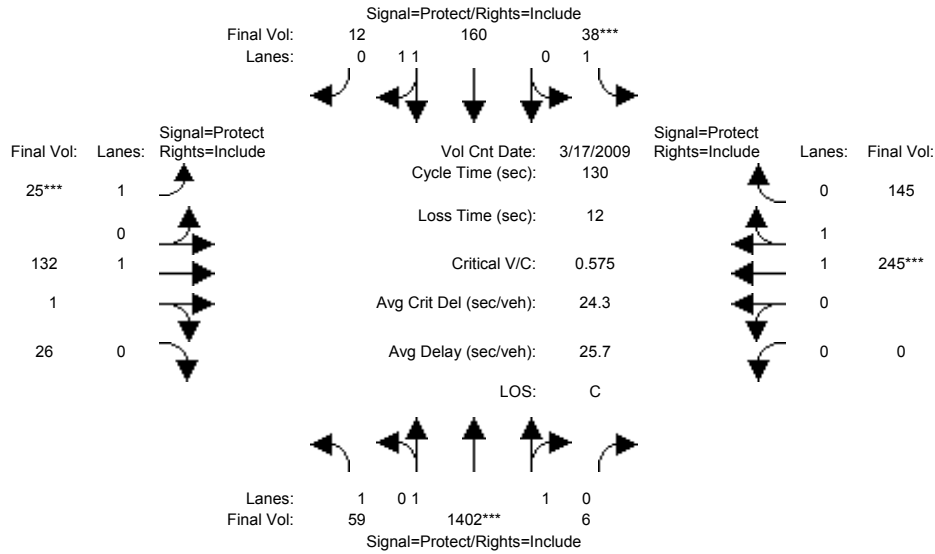 Signal=Protect/Rights=Include
Final Vol: 12 160 38***
Lanes: 0 1 1 0 1
Signal=Protect
Final Vol: Lanes: Rights=Include
Vol Cnt Date: 3/17/2009
Signal=Protect
Rights=Include Lanes: Final Vol:
Cycle Time (sec): 130
25*** 1
0 145
Loss Time (sec): 12
0
1
132 1
Critical V/C: 0.575
1 245***
1
Avg Crit Del (sec/veh): 24.3
0
26 0
Avg Delay (sec/veh): 25.7
0 0
LOS: C
Lanes: 1 0 1 1 0
Final Vol: 59 1402*** 6
Signal=Protect/Rights=Include